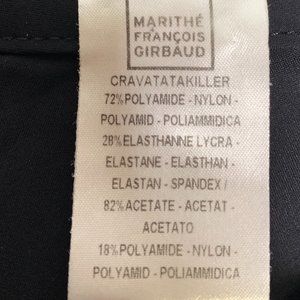 MARITHÉ
+
FRANÇOIS
GIRBAUD
CRAVATATAKILLER
72%POLYAMIDE - NYLON -
POLYAMID - POLIAMMIDICA
28%ELASTHANNE LYCRA -
ELASTANE - ELASTHAN -
ELASTAN - SPANDEX /
82%ACETATE - ACETAT -
ACETATO
18%POLYAMIDE - NYLON -
POLYAMID - POLIAMMIDICA